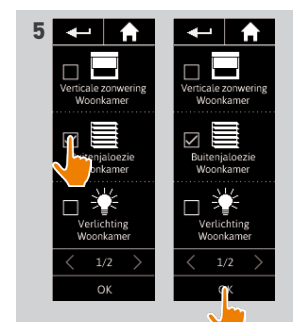 5
Verticale zonwering
Woonkamer
Buitenjaloezie
Woonkamer
Verlichting
Woonkamer
< 1/2 >
OK
Verticale zonwering
Woonkamer
Buitenjaloezie
Woonkamer
Verlichting
Woonkamer
< 1/2 >
OK